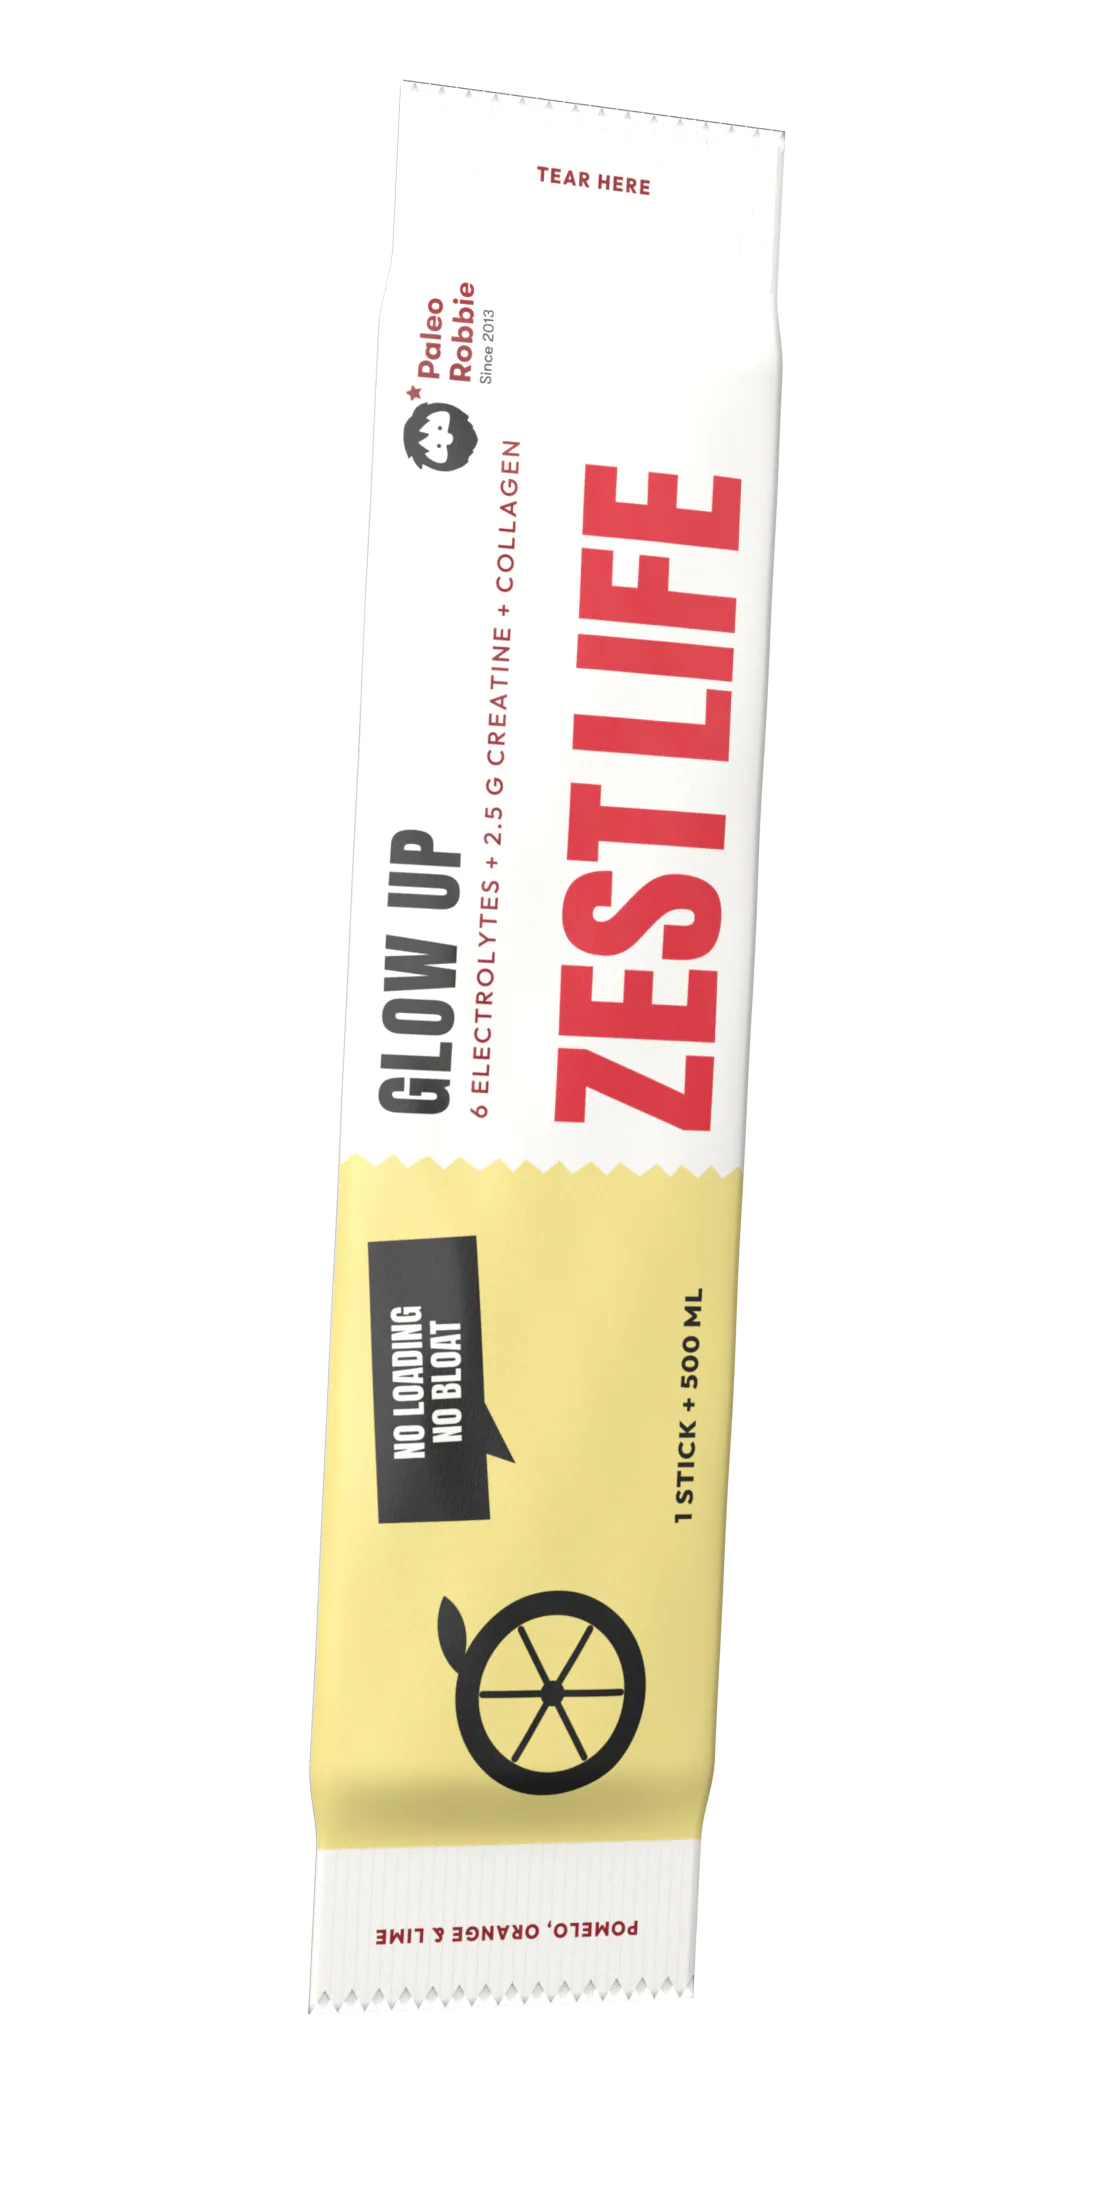 TEAR HERE
Paleo
Robbie
Since 2013
GLOW UP
6 ELECTROLYTES + 2.5 G CREATINE + COLLAGEN
ZEST LIFE
NO LOADING
NO BLOAT
1 STICK + 500 ML
POMELO, ORANGE & LIME